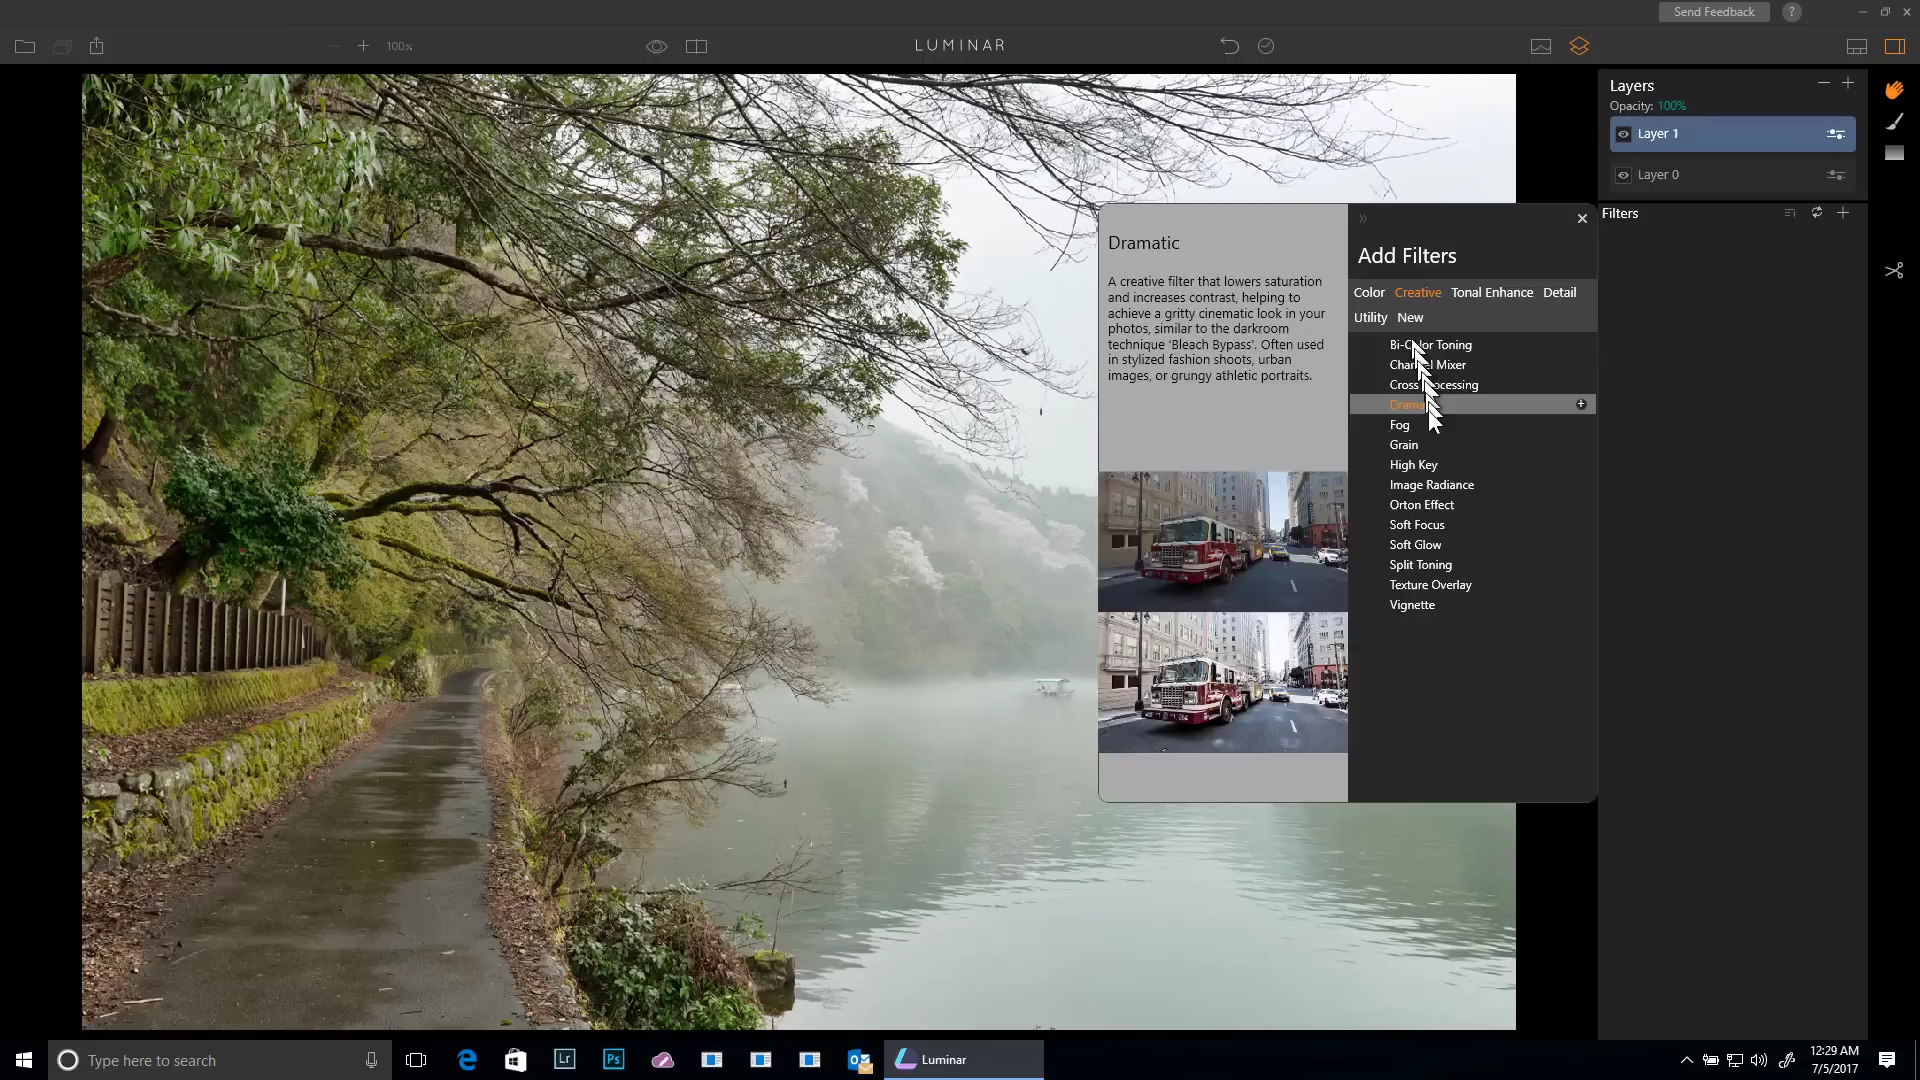 Send Feedback
?
100%
LUMINAR
Layers
Opacity: 100%
Layer 1
Layer 0
Filters
Dramatic
A creative filter that lowers saturation
and increases contrast, helping to
achieve a gritty cinematic look in your
photos, similar to the darkroom
technique 'Bleach Bypass'. Often used
in stylized fashion shoots, urban
images, or grungy athletic portraits.
Add Filters
Color Creative Tonal Enhance Detail
Utility New
Grain
Fog
High Key
Image Radiance
Orton Effect
Soft Focus
Soft Glow
Split Toning
Texture Overlay
Vignette
Toning
Mixer
Type here to search
Lr
Ps
Luminar
12:29 AM
7/5/2017